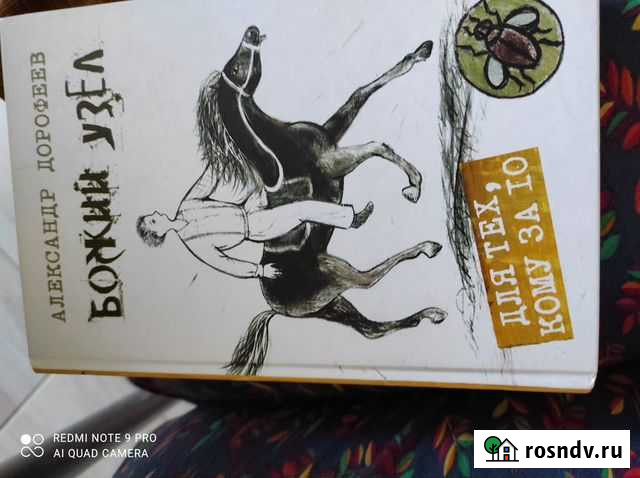 АЛЕКСАНДР ДОРОФЕЕВ
БОЖИЙ УЗЕЛ
ДЛЯ ТЕХ,
КОМУ ЗА 10
REDMI NOTE 9 PRO
AI QUAD CAMERA
rosndv.ru